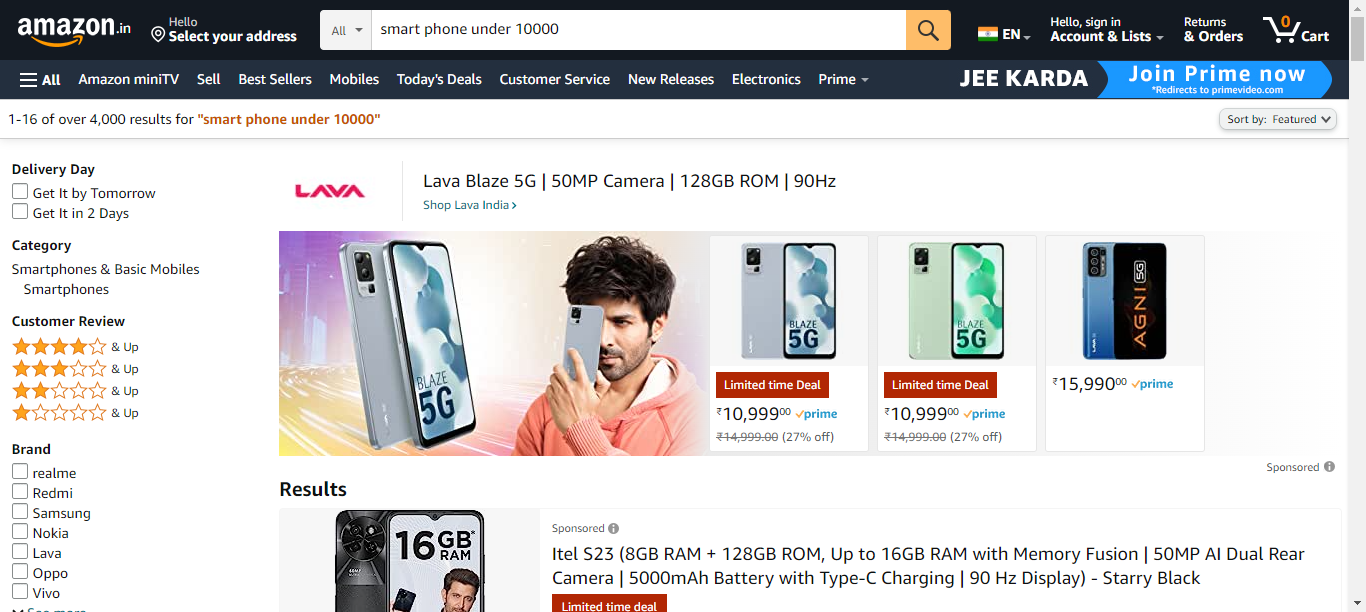 amazon.in
Hello
Select your address
All
smart phone under 10000
EN
Hello, sign in
Account & Lists
Returns
& Orders
0
Cart
All
Amazon miniTV
Sell
Best Sellers
Mobiles
Today's Deals
Customer Service
New Releases
Electronics
Prime
JEE KARDA
Join Prime now
*Redirects to primevideo.com
1-16 of over 4,000 results for "smart phone under 10000"
Sort by: Featured
Delivery Day
Get It by Tomorrow
Get It in 2 Days
Category
Smartphones & Basic Mobiles
Smartphones
Customer Review
& Up
& Up
& Up
& Up
Brand
realme
Redmi
Samsung
Nokia
Lava
Oppo
Vivo
See more
LAVA
Lava Blaze 5G | 50MP Camera | 128GB ROM | 90Hz
Shop Lava India ›
BLAZE
5G
BLAZE
5G
Limited time Deal
₹10,999.00 prime
₹14,999.00 (27% off)
BLAZE
5G
Limited time Deal
₹10,999.00 prime
₹14,999.00 (27% off)
AGNI 5G
₹15,990.00 prime
Sponsored
Results
16GB*
RAM
Sponsored
Itel S23 (8GB RAM + 128GB ROM, Up to 16GB RAM with Memory Fusion | 50MP AI Dual Rear
Camera | 5000mAh Battery with Type-C Charging | 90 Hz Display) - Starry Black
Limited time deal